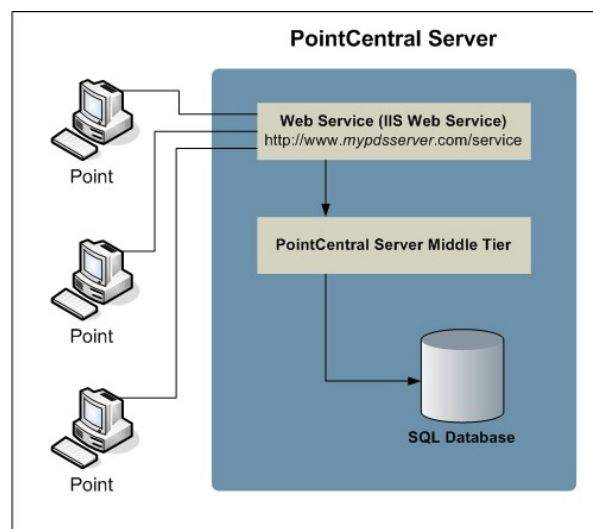 PointCentral Server
Web Service (IIS Web Service)
http://www.mypdsserver.com/service
Point
PointCentral Server Middle Tier
Point
SQL Database
Point